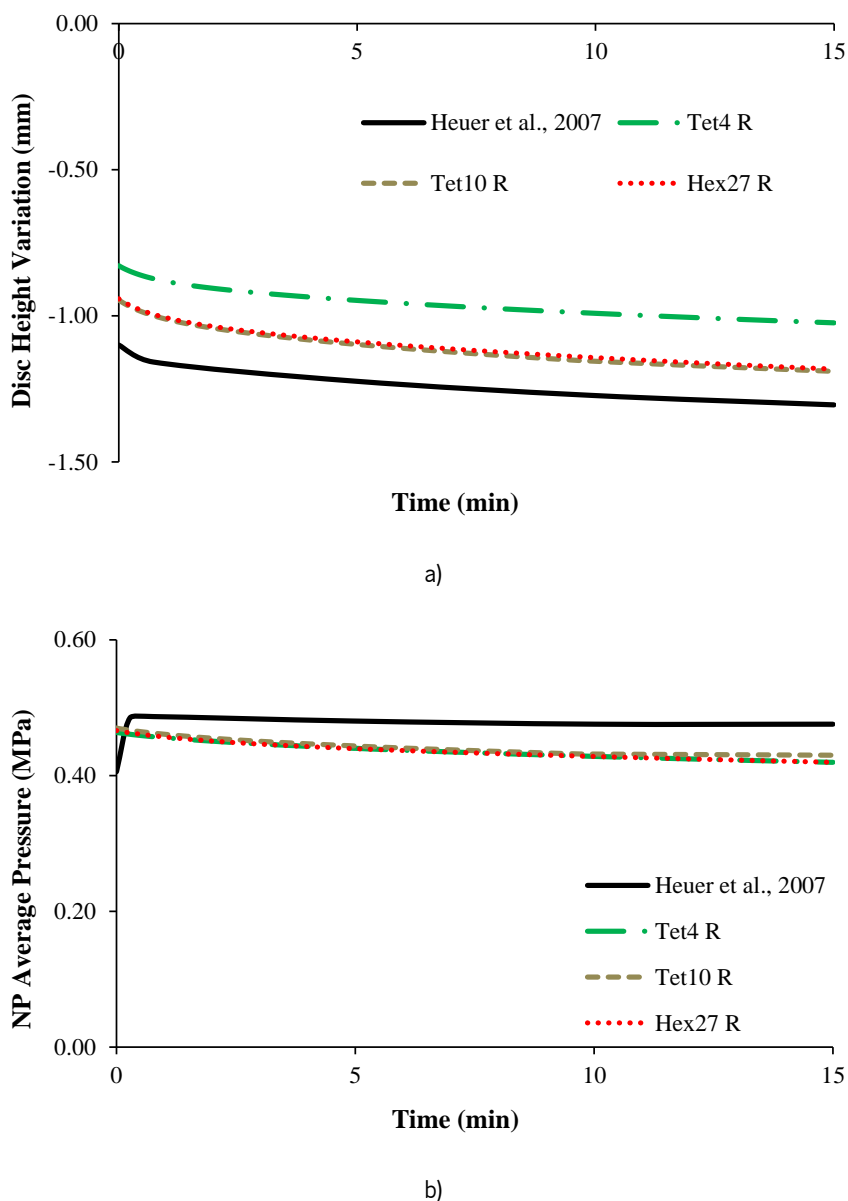 0.00
0 5 10 15
Heuer et al., 2007 Tet4 R
-0.50
Tet10 R Hex27 R
Disc Height Variation (mm)
-1.00
-1.50
Time (min)
a)
0.60
0.40
NP Average Pressure (MPa)
Heuer et al., 2007
0.20
Tet4 R
Tet10 R
Hex27 R
0.00
0 5 10 15
Time (min)
b)